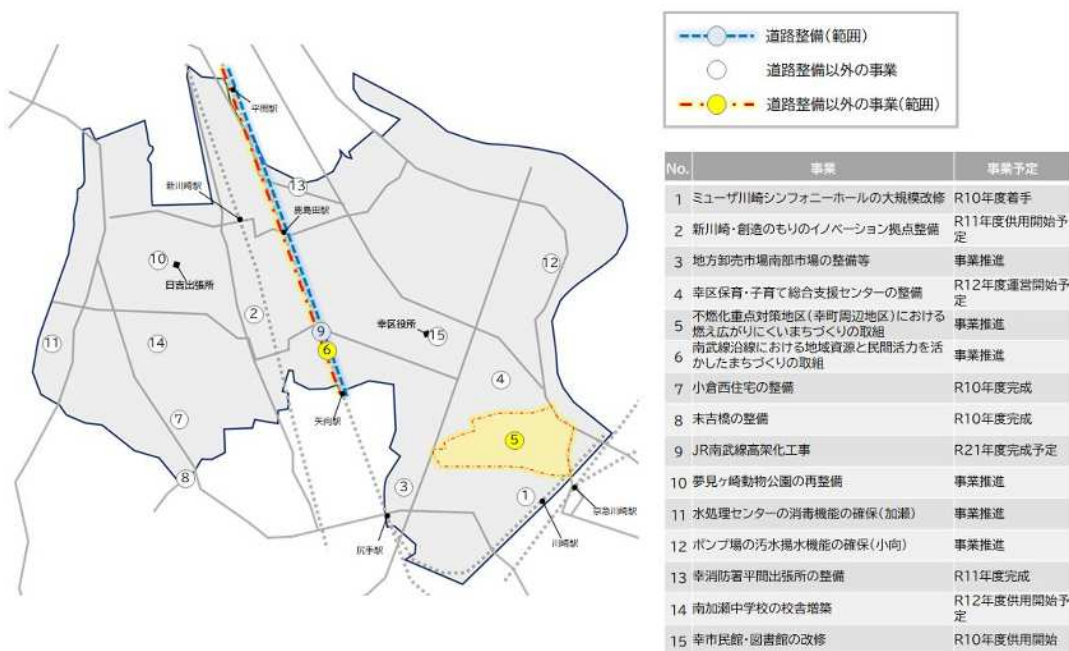 道路整備(範囲)
道路整備以外の事業
道路整備以外の事業(範囲)
平間駅
新川崎駅
13
鹿島田駅
10
日吉出張所
12
2
幸区役所
9
15
11
14
6
4
矢向駅
7
5
8
3
1
京急川崎駅
尻手駅
川崎駅
No. 事業 事業予定
1 ミューザ川崎シンフォニーホールの大規模改修 R10年度着手
2 新川崎・創造のもりのイノベーション拠点整備 R11年度供用開始予定
3 地方卸売市場南部市場の整備等 事業推進
4 幸区保育・子育て総合支援センターの整備 R12年度運営開始予定
5 不燃化重点対策地区(幸町周辺地区)における
燃え広がりにくいまちづくりの取組 事業推進
6 南武線沿線における地域資源と民間活力を活
かしたまちづくりの取組 事業推進
7 小倉西住宅の整備 R10年度完成
8 末吉橋の整備 R10年度完成
9 JR南武線高架化工事 R21年度完成予定
10 夢見ヶ崎動物公園の再整備 事業推進
11 水処理センターの消毒機能の確保(加瀬) 事業推進
12 ポンプ場の汚水揚水機能の確保(小向) 事業推進
13 幸消防署平間出張所の整備 R11年度完成
14 南加瀬中学校の校舎増築 R12年度供用開始予定
15 幸市民館・図書館の改修 R10年度供用開始